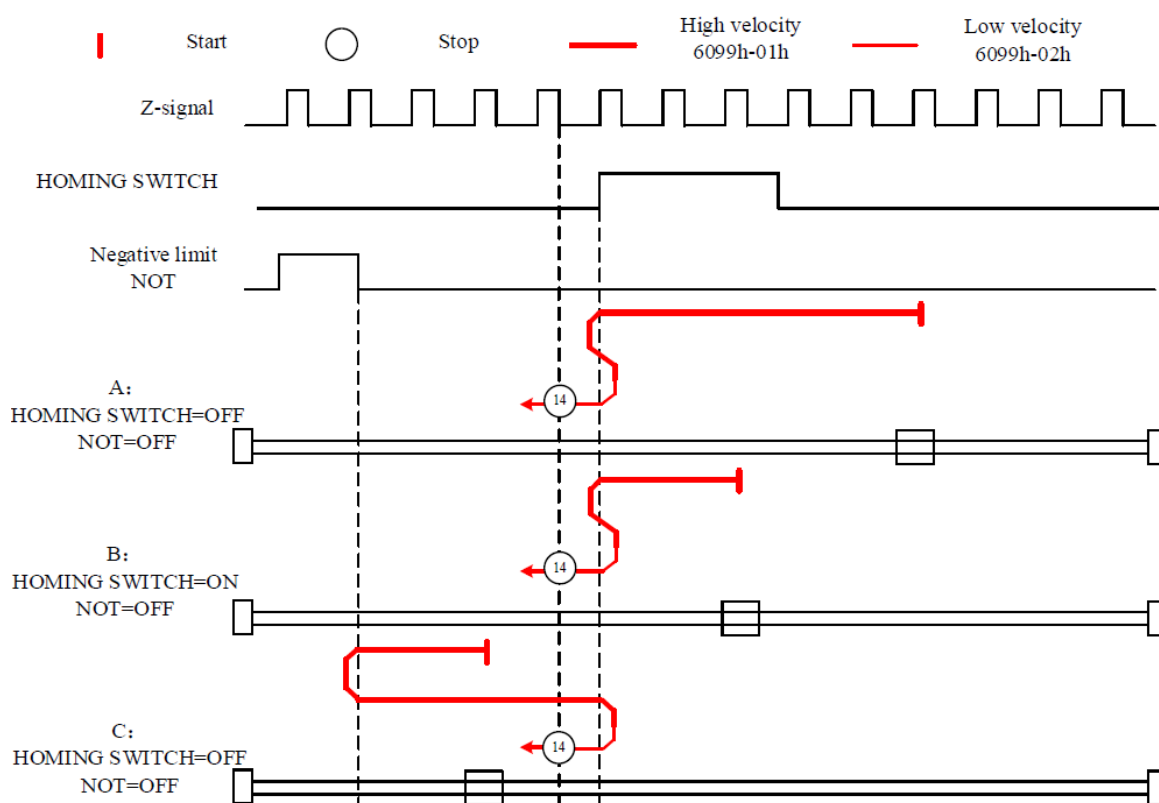 Start
Stop
High velocity
6099h-01h
Low velocity
6099h-02h
Z-signal
HOMING SWITCH
Negative limit
NOT
A：
HOMING SWITCH=OFF
NOT=OFF
14
B：
HOMING SWITCH=ON
NOT=OFF
14
C：
HOMING SWITCH=OFF
NOT=OFF
14